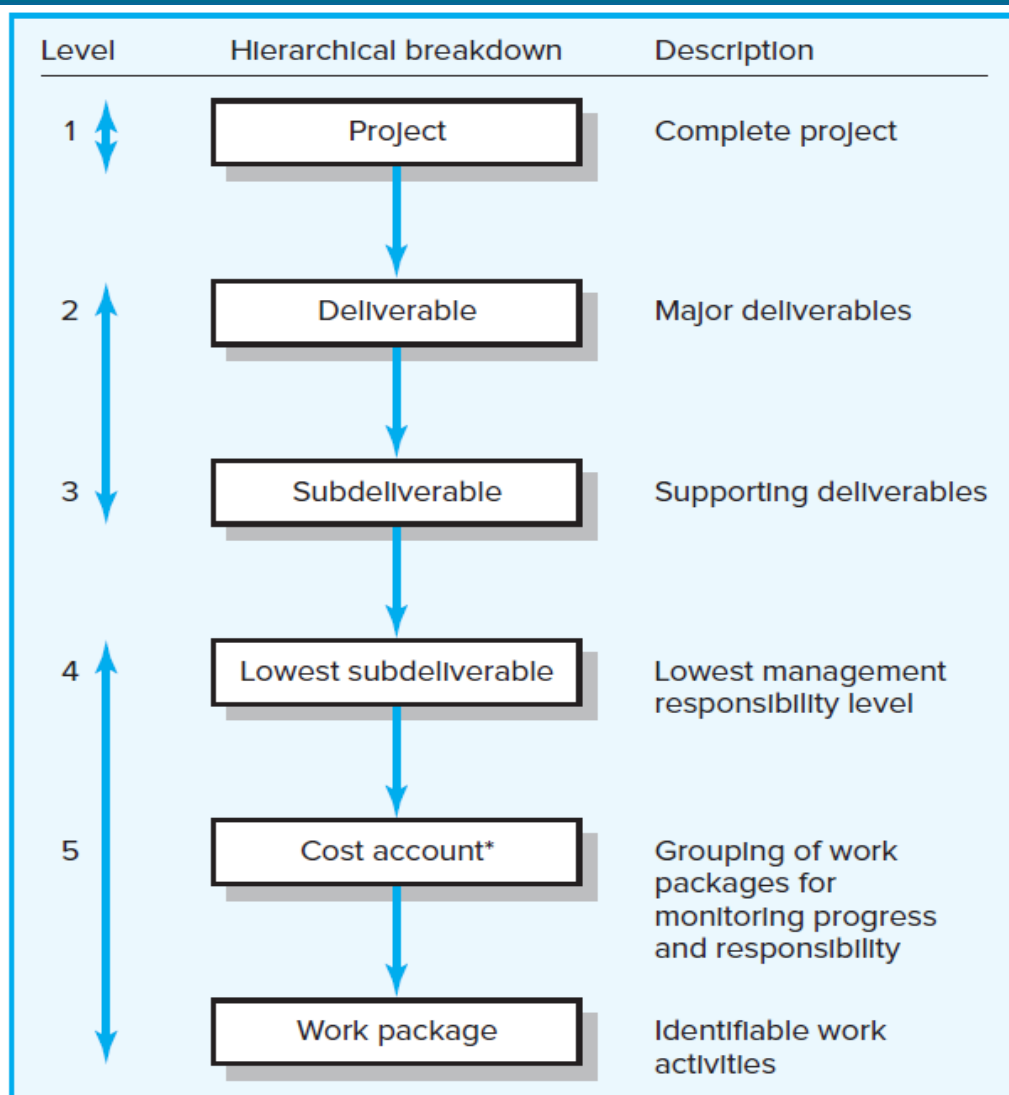 Level Hierarchical breakdown Description
1 Project Complete project
2 Deliverable Major deliverables
3 Subdeliverable Supporting deliverables
4 Lowest subdeliverable Lowest management
responsibility level
5 Cost account* Grouping of work
packages for
monitoring progress
and responsibility
Work package Identifiable work
activities